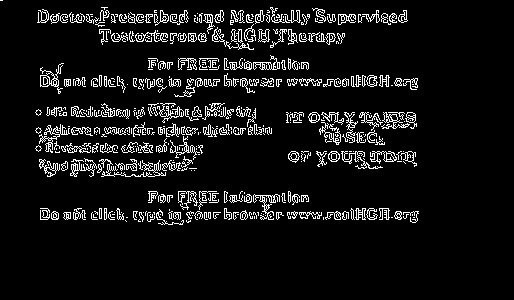 Doctor Prescribed and Medically Supervised
Testosterone & HGH Therapy
For FREE Information
Do not click, type in your browser www.realHGH.org
• 14% Reduction in Weight & body fat
IT ONLY TAKES
• Achieve a younger, tighter, thicker skin
SEC.
• Reverse the effects of aging
OF YOUR TIME
*And many more benefits*
For FREE Information
Do not click, type in your browser www.realHGH.org